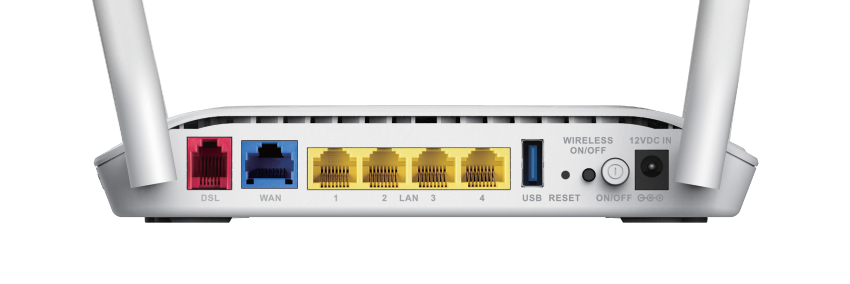 WIRELESS
ON/OFF
12VDC IN
DSL
WAN
1
2
LAN
3
4
USB
RESET
ON/OFF